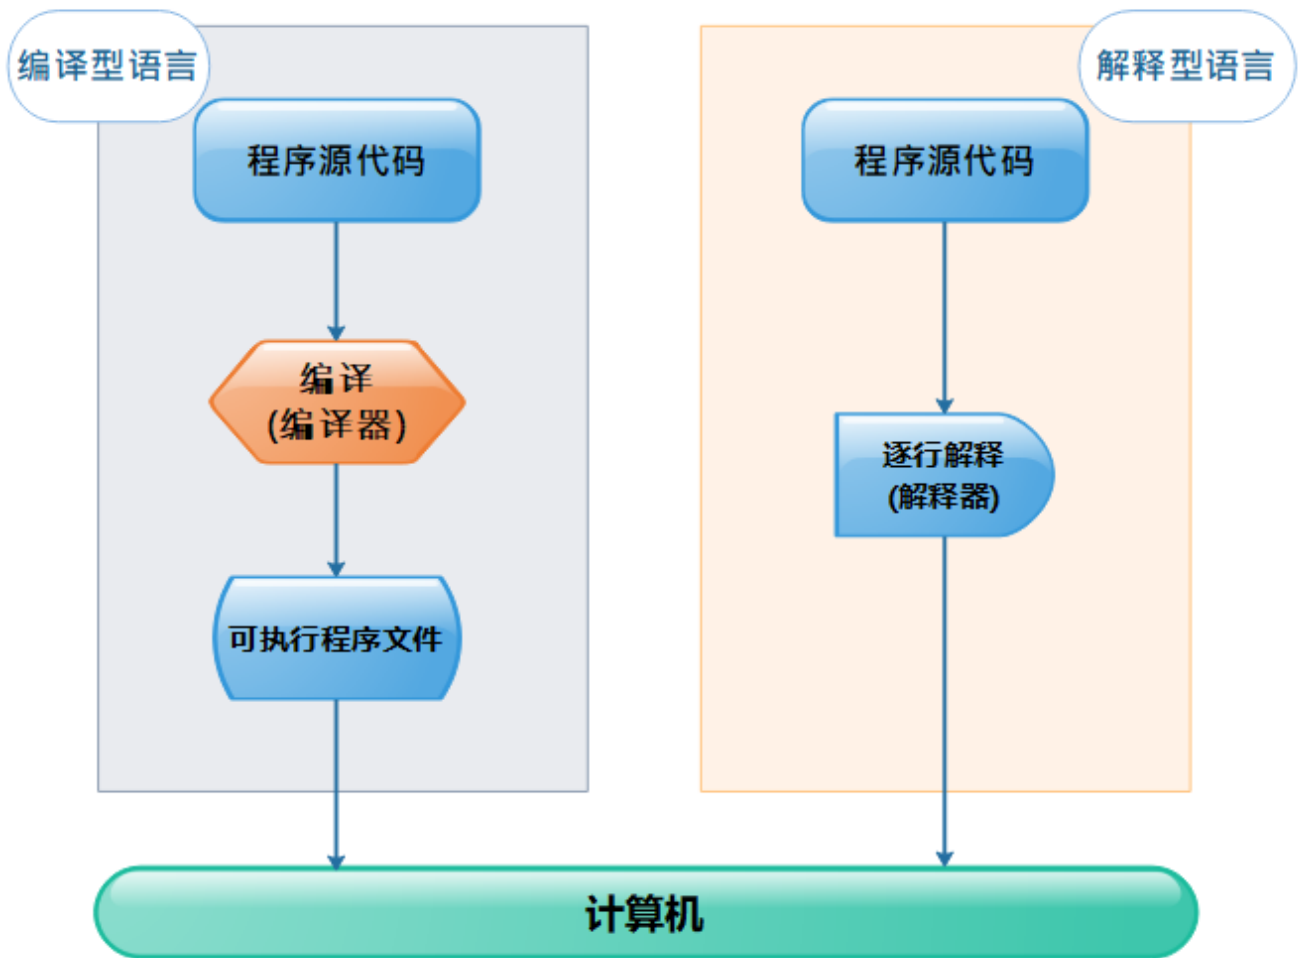 编译型语言
程序源代码
编译
(编译器)
可执行程序文件
解释型语言
程序源代码
逐行解释
(解释器)
计算机